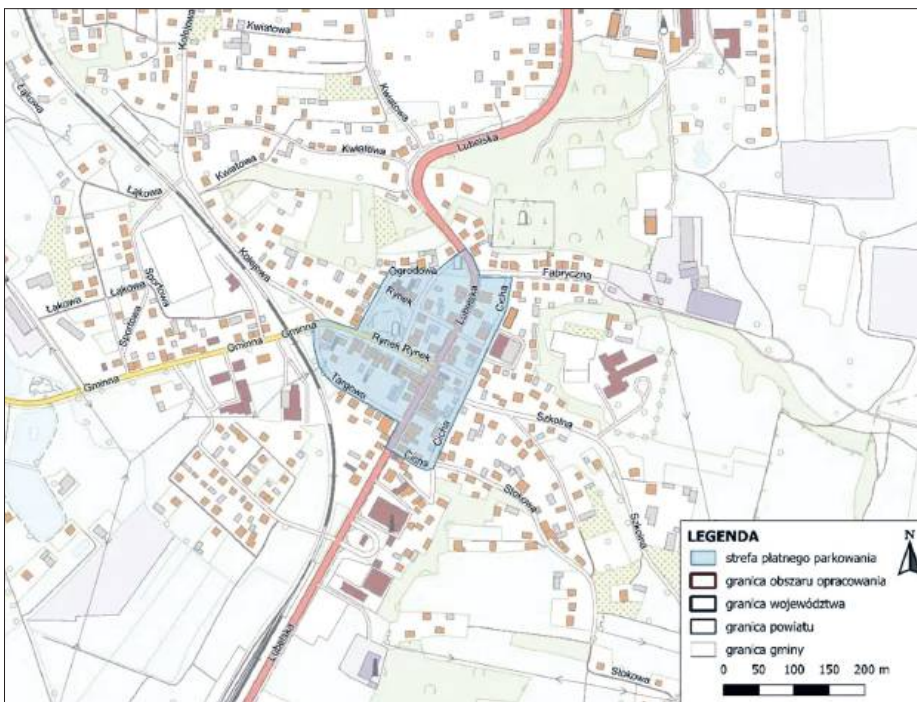 Kwiatowa
Kolejowa
Łąkowa
Kwiatowa
Lubelska
Kwiatowa
Kwiatowa
Łąkowa
Kolejowa
Ogrodowa
Fabryczna
Sportowa
Rynek
Lubelska
Cicha
Łąkowa
Łąkowa
Sportowa
Gminna
Gminna
Rynek Rynek
Gminna
Targowa
Szkolna
Cicha
Cicha
Stokowa
Szkolna
Lubelska
Stokowa
LEGENDA
N
strefa płatnego parkowania
granica obszaru opracowania
granica województwa
granica powiatu
granica gminy
0 50 100 150 200 m